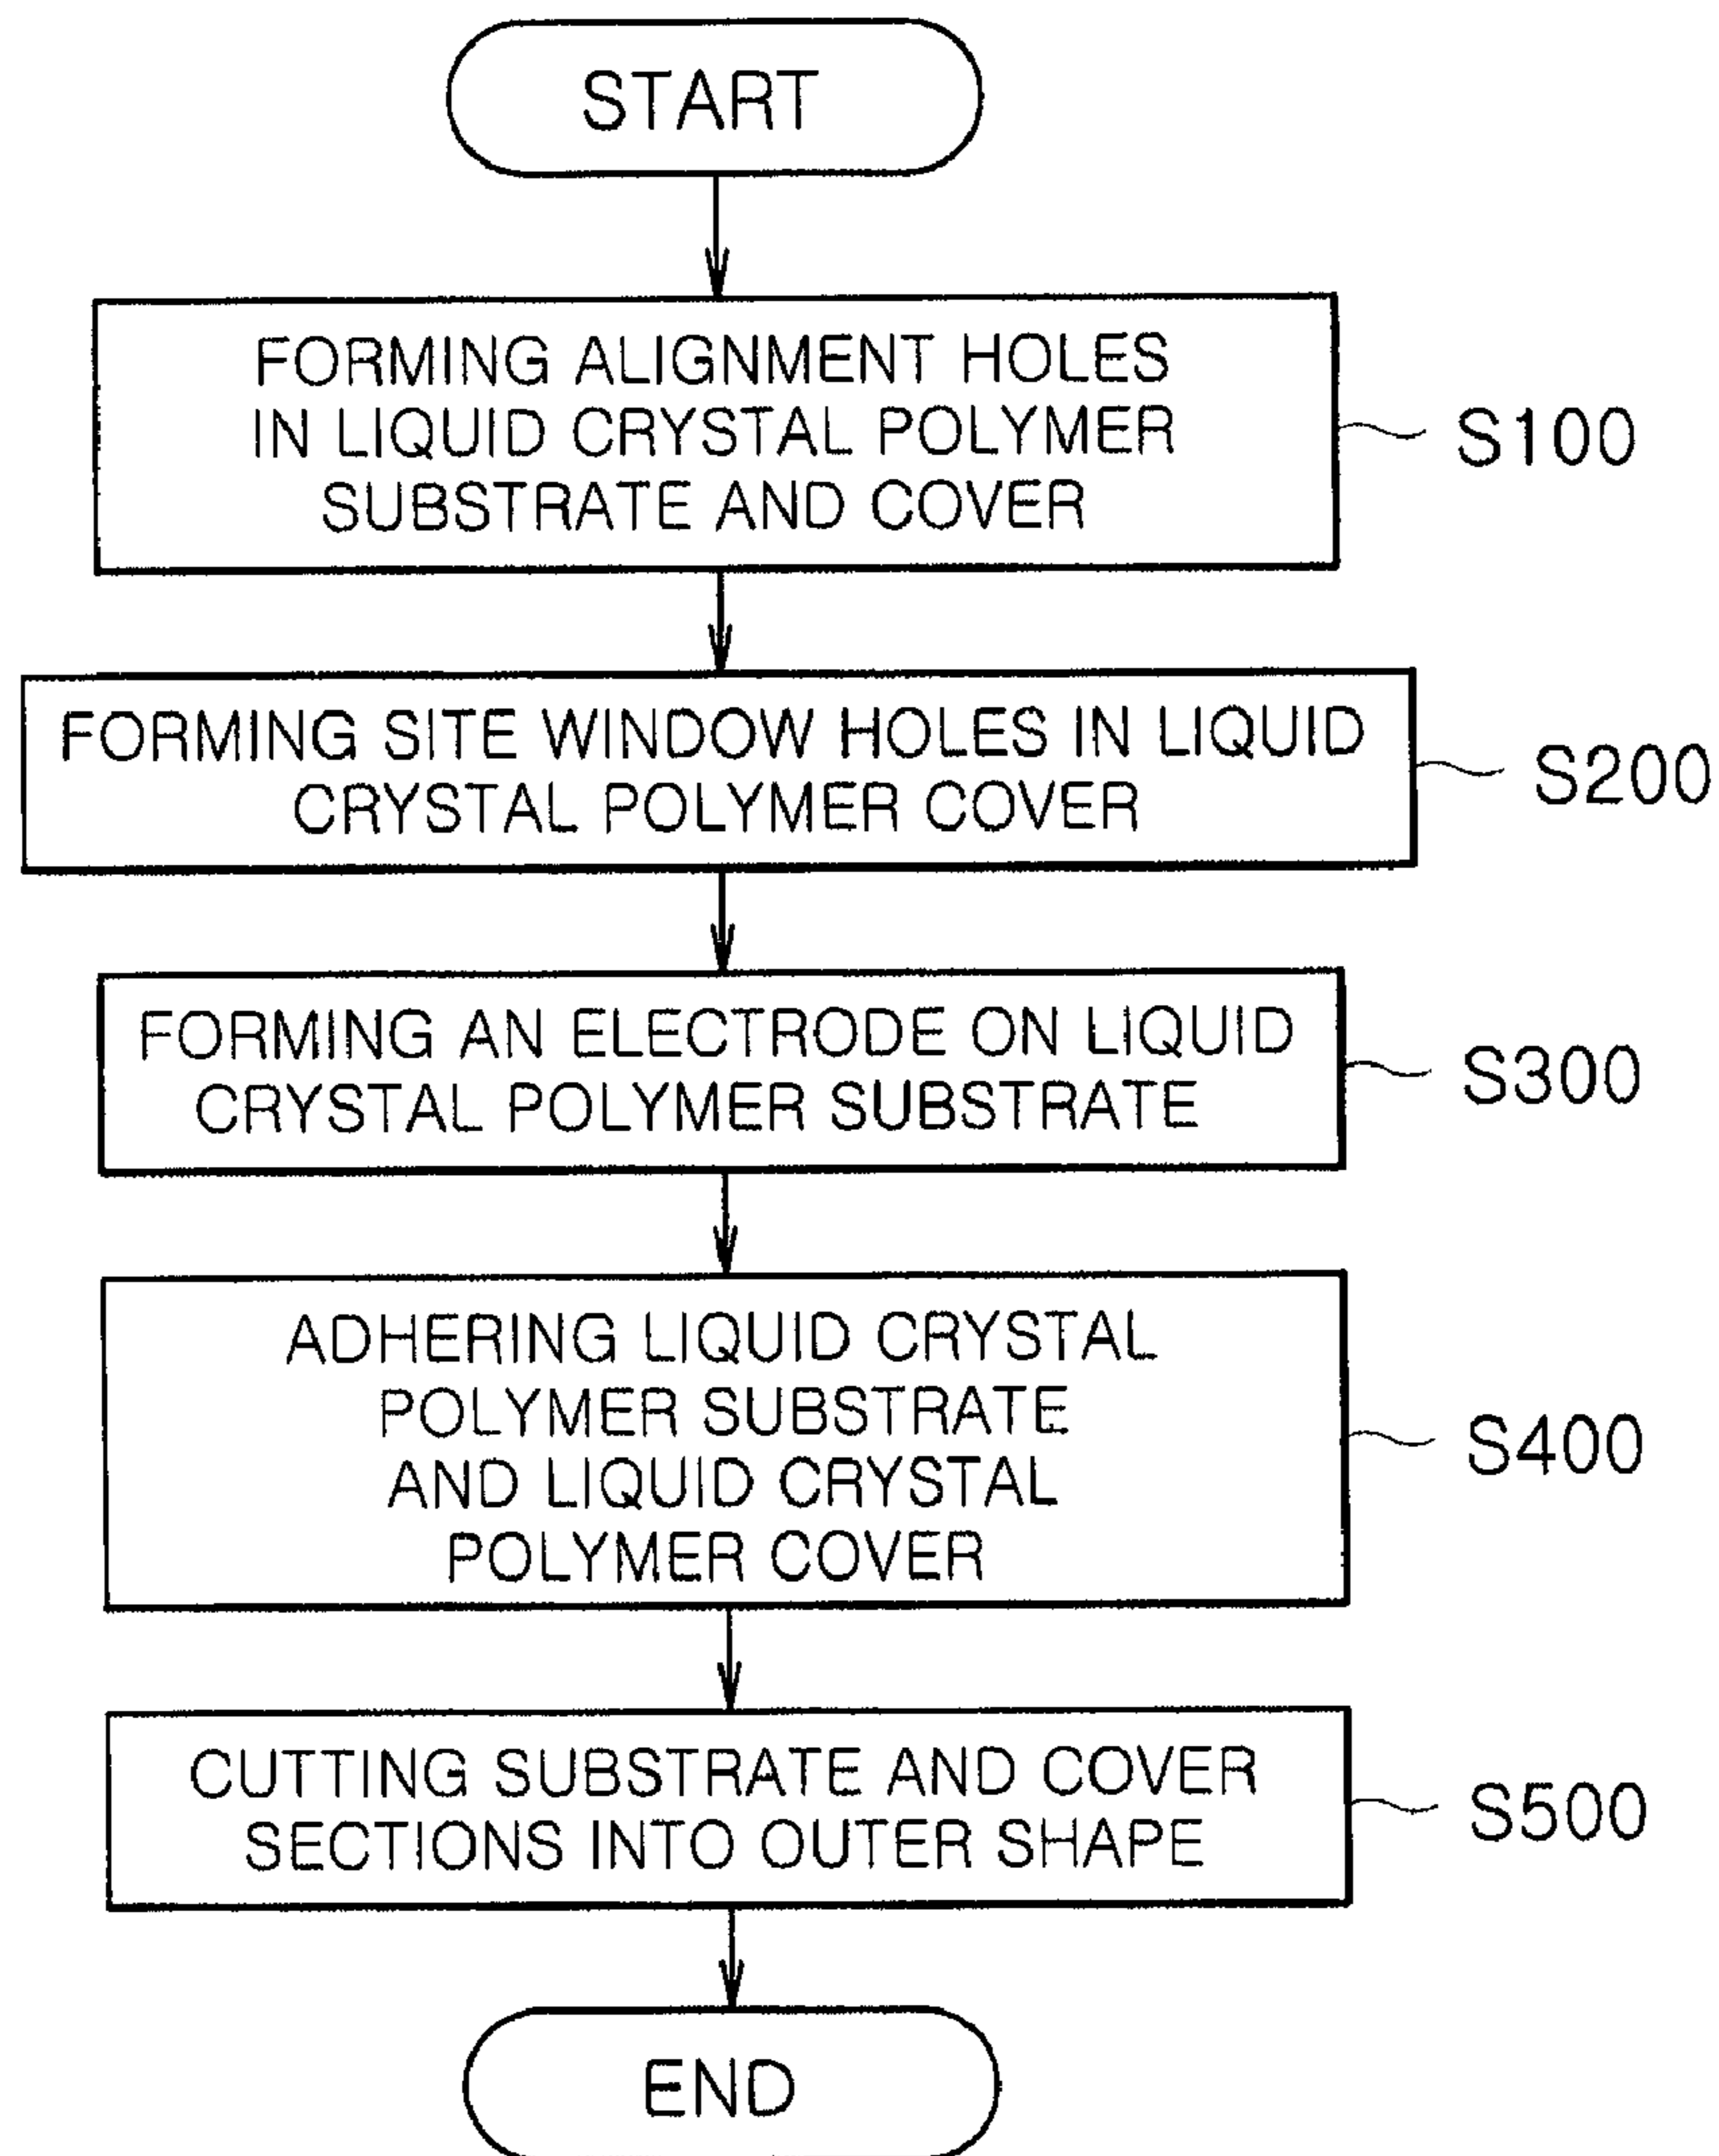 START
FORMING ALIGNMENT HOLES
IN LIQUID CRYSTAL POLYMER
SUBSTRATE AND COVER
S100
FORMING SITE WINDOW HOLES IN LIQUID
CRYSTAL POLYMER COVER
S200
FORMING AN ELECTRODE ON LIQUID
CRYSTAL POLYMER SUBSTRATE
S300
ADHERING LIQUID CRYSTAL
POLYMER SUBSTRATE
AND LIQUID CRYSTAL
POLYMER COVER
S400
CUTTING SUBSTRATE AND COVER
SECTIONS INTO OUTER SHAPE
S500
END